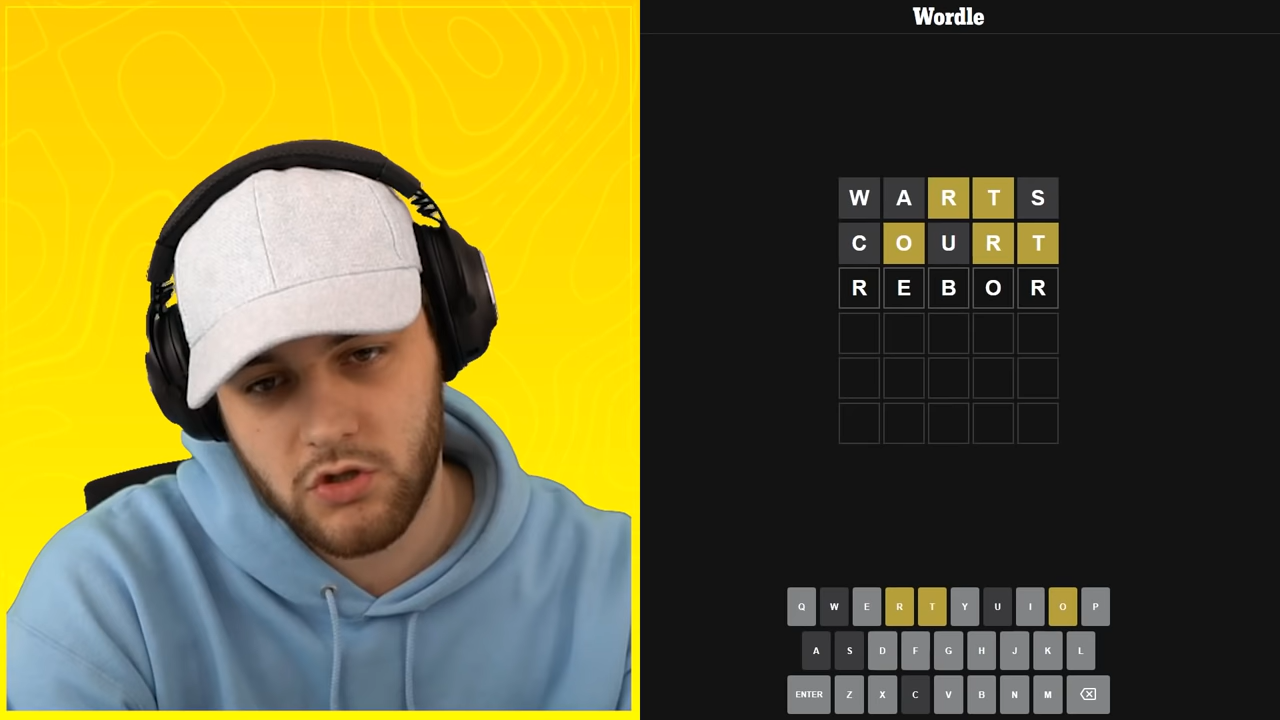 Wordle
W A R T S
C O U R T
R E B O R
Q W E R T Y U I O P
A S D F G H J K L
ENTER Z X C V B N M